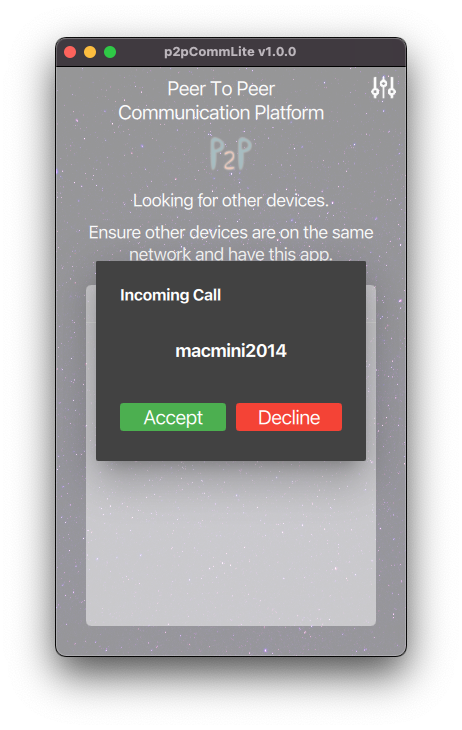 p2pCommLite v1.0.0
Peer To Peer
Communication Platform
P2P
Looking for other devices.
Ensure other devices are on the same
network and have this app.
Incoming Call
macmini2014
Accept
Decline